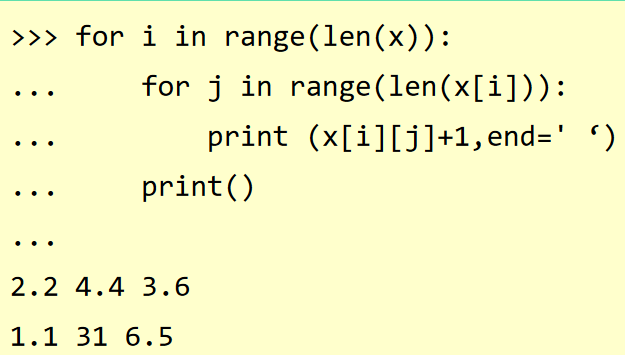 >>> for i in range(len(x)):
...     for j in range(len(x[i])):
...         print (x[i][j]+1,end=' ‘)
...     print()
...
2.2 4.4 3.6
1.1 31 6.5